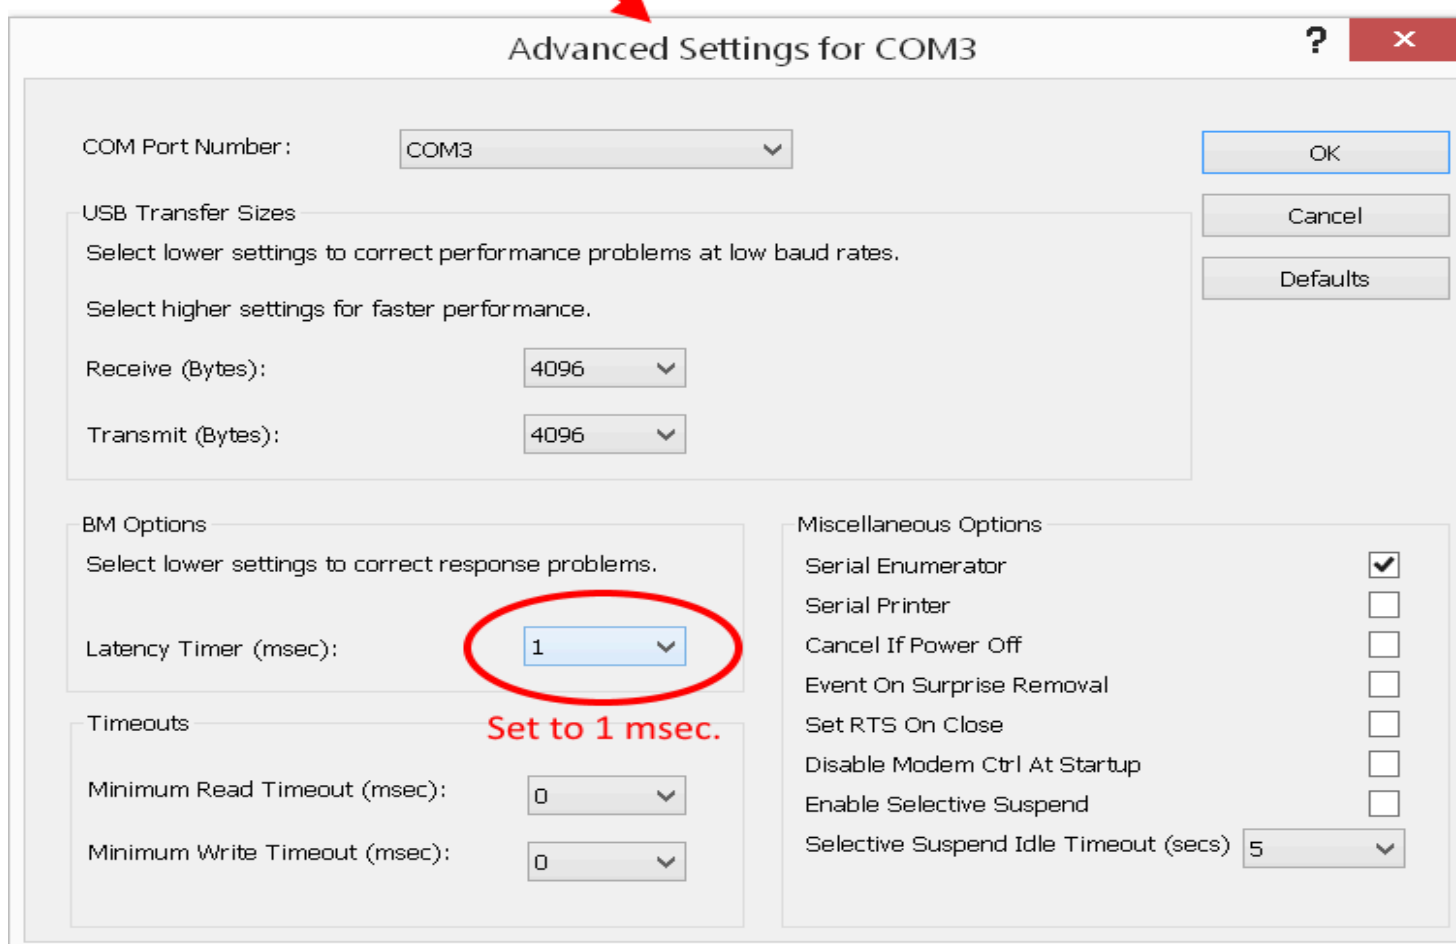 Advanced Settings for COM3
?
COM Port Number:
COM3
OK
Cancel
Defaults
USB Transfer Sizes
Select lower settings to correct performance problems at low baud rates.
Select higher settings for faster performance.
Receive (Bytes):
4096
Transmit (Bytes):
4096
BM Options
Select lower settings to correct response problems.
Latency Timer (msec):
1
Set to 1 msec.
Timeouts
Minimum Read Timeout (msec):
0
Minimum Write Timeout (msec):
0
Miscellaneous Options
Serial Enumerator
Serial Printer
Cancel If Power Off
Event On Surprise Removal
Set RTS On Close
Disable Modem Ctrl At Startup
Enable Selective Suspend
Selective Suspend Idle Timeout (secs)
5